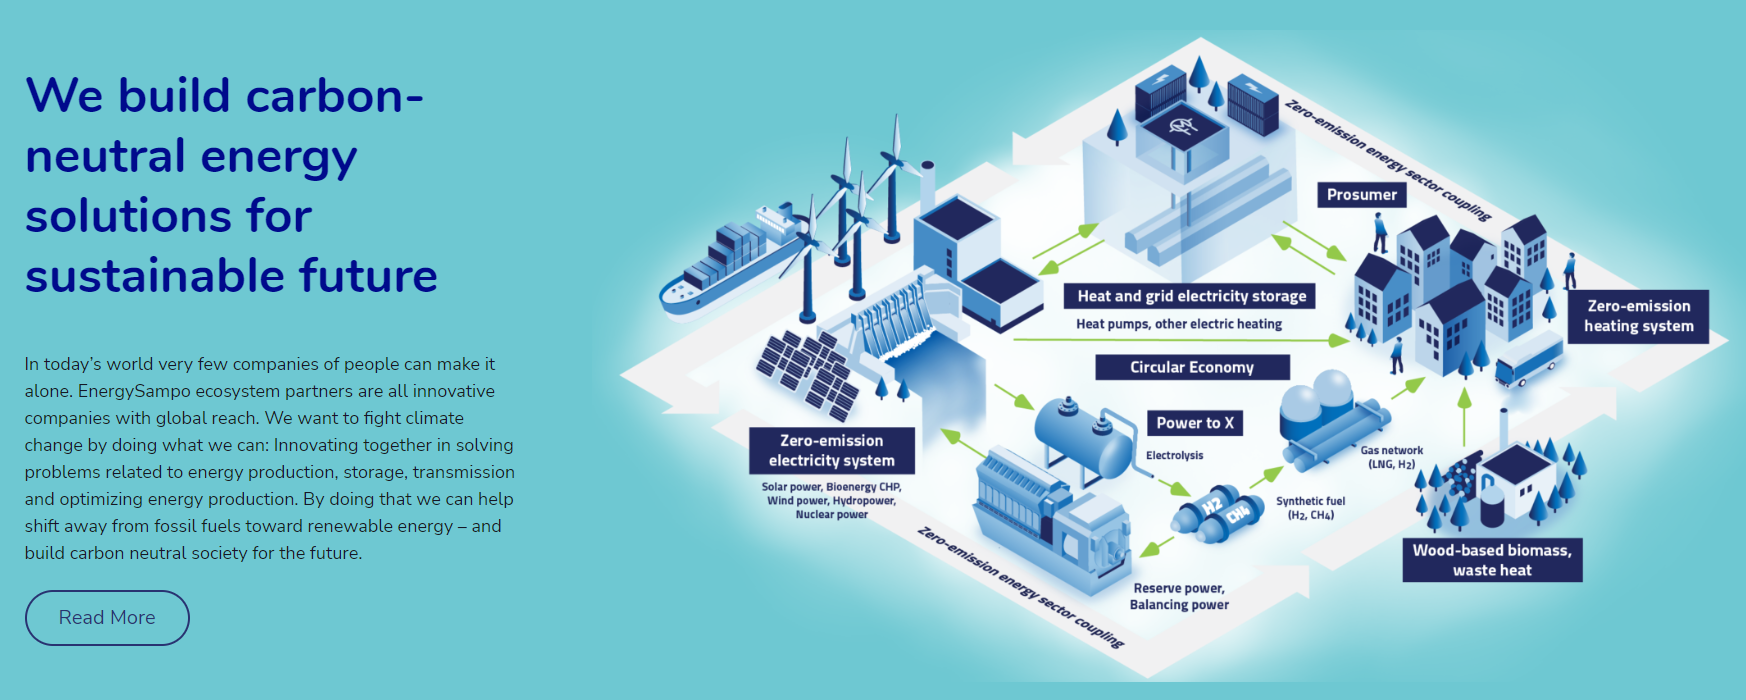 We build carbon-
neutral energy
solutions for
sustainable future
In today’s world very few companies of people can make it
alone. EnergySampo ecosystem partners are all innovative
companies with global reach. We want to fight climate
change by doing what we can: Innovating together in solving
problems related to energy production, storage, transmission
and optimizing energy production. By doing that we can help
shift away from fossil fuels toward renewable energy – and
build carbon neutral society for the future.
Read More
Zero-emission energy sector coupling
Prosumer
Heat and grid electricity storage
Heat pumps, other electric heating
Zero-emission
heating system
Circular Economy
Power to X
Electrolysis
Zero-emission
electricity system
Solar power, Bioenergy CHP,
Wind power, Hydropower,
Nuclear power
Gas network
(LNG, H2)
Synthetic fuel
(H2, CH4)
H2
CH4
Wood-based biomass,
waste heat
Reserve power,
Balancing power
Zero-emission energy sector coupling